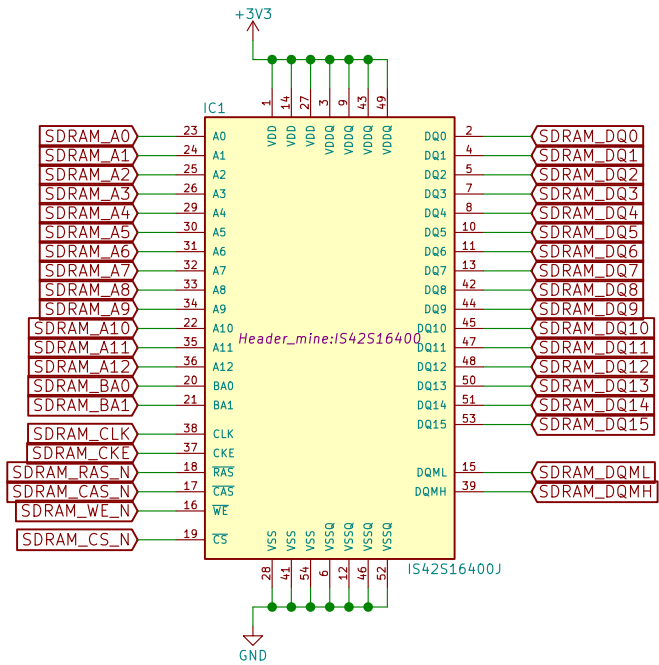 +3V3
IC1
1 14 27 3 9 43 49
VDD VDD VDD VDDQ VDDQ VDDQ VDDQ
SDRAM_A0 23 A0 DQ0 2 SDRAM_DQ0
SDRAM_A1 24 A1 DQ1 4 SDRAM_DQ1
SDRAM_A2 25 A2 DQ2 5 SDRAM_DQ2
SDRAM_A3 26 A3 DQ3 7 SDRAM_DQ3
SDRAM_A4 29 A4 DQ4 8 SDRAM_DQ4
SDRAM_A5 30 A5 DQ5 10 SDRAM_DQ5
SDRAM_A6 31 A6 DQ6 11 SDRAM_DQ6
SDRAM_A7 32 A7 DQ7 13 SDRAM_DQ7
SDRAM_A8 33 A8 DQ8 42 SDRAM_DQ8
SDRAM_A9 34 A9 DQ9 44 SDRAM_DQ9
SDRAM_A10 22 A10 DQ10 45 SDRAM_DQ10
Header_mine:IS42S16400
SDRAM_A11 35 A11 DQ11 47 SDRAM_DQ11
SDRAM_A12 36 A12 DQ12 48 SDRAM_DQ12
SDRAM_BA0 20 BA0 DQ13 50 SDRAM_DQ13
SDRAM_BA1 21 BA1 DQ14 51 SDRAM_DQ14
DQ15 53 SDRAM_DQ15
SDRAM_CLK 38 CLK
SDRAM_CKE 37 CKE
SDRAM_RAS_N 18 RAS DQML 15 SDRAM_DQML
SDRAM_CAS_N 17 CAS DQMH 39 SDRAM_DQMH
SDRAM_WE_N 16 WE
SDRAM_CS_N 19 CS
VSS VSS VSS VSSQ VSSQ VSSQ VSSQ
28 41 54 6 12 46 52
IS42S16400J
GND